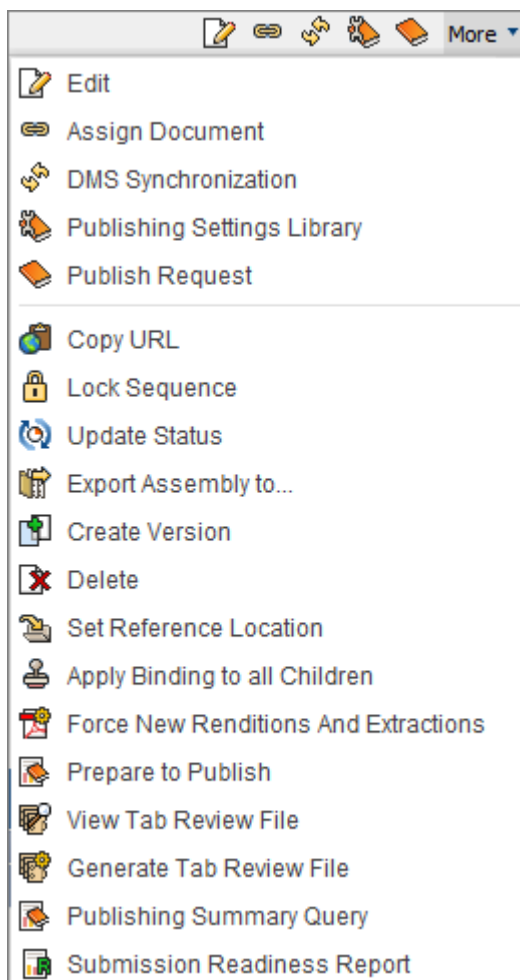 More
Edit
Assign Document
DMS Synchronization
Publishing Settings Library
Publish Request
Copy URL
Lock Sequence
Update Status
Export Assembly to...
Create Version
Delete
Set Reference Location
Apply Binding to all Children
Force New Renditions And Extractions
Prepare to Publish
View Tab Review File
Generate Tab Review File
Publishing Summary Query
Submission Readiness Report